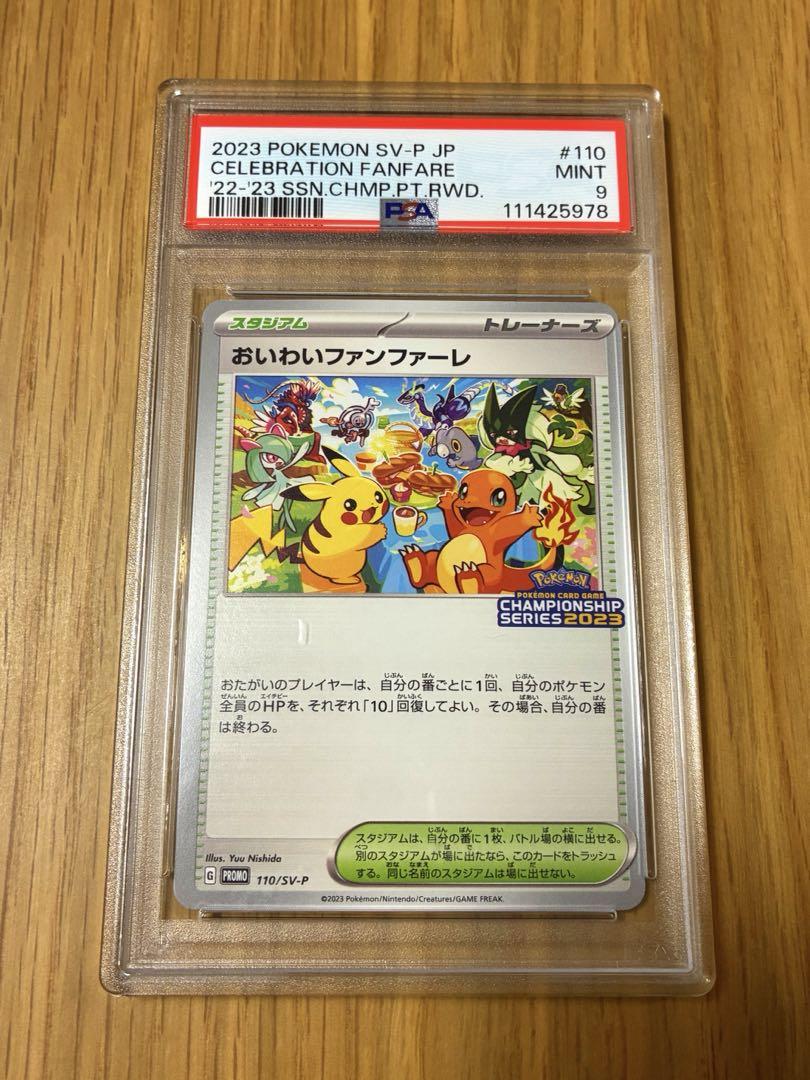 2023 POKEMON SV-P JP #110
CELEBRATION FANFARE MINT
'22-'23 SSN.CHMP.PT.RWD. 9
PSA 111425978
スタジアム トレーナーズ
おいわいファンファーレ
Pokémon
POKÉMON CARD GAME
CHAMPIONSHIP
SERIES 2023
おたがいのプレイヤーは、自分の番ごとに1回、自分のポケモン
全員のHPを、それぞれ「10」回復してよい。その場合、自分の番
は終わる。
スタジアムは、自分の番に1枚、バトル場の横に出せる。
別のスタジアムが場に出たなら、このカードをトラッシュ
する。同じ名前のスタジアムは場に出せない。
Illus. Yuu Nishida
G PROMO 110/SV-P
©2023 Pokémon/Nintendo/Creatures/GAME FREAK.